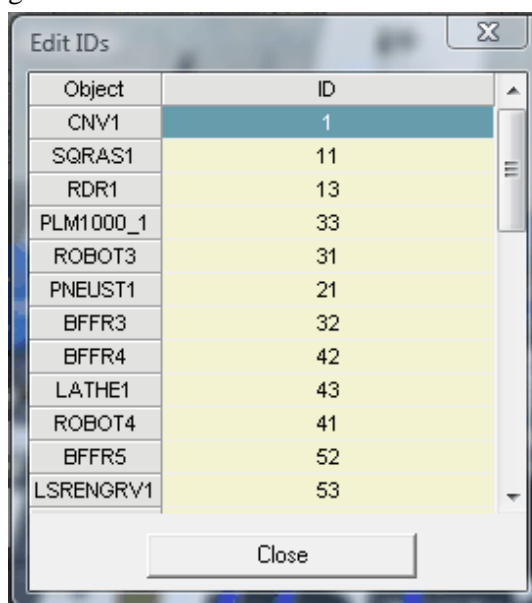 Edit IDs
Object ID
CNV1 1
SQRAS1 11
RDR1 13
PLM1000_1 33
ROBOT3 31
PNEUST1 21
BFFR3 32
BFFR4 42
LATHE1 43
ROBOT4 41
BFFR5 52
LSRENGRV1 53
Close